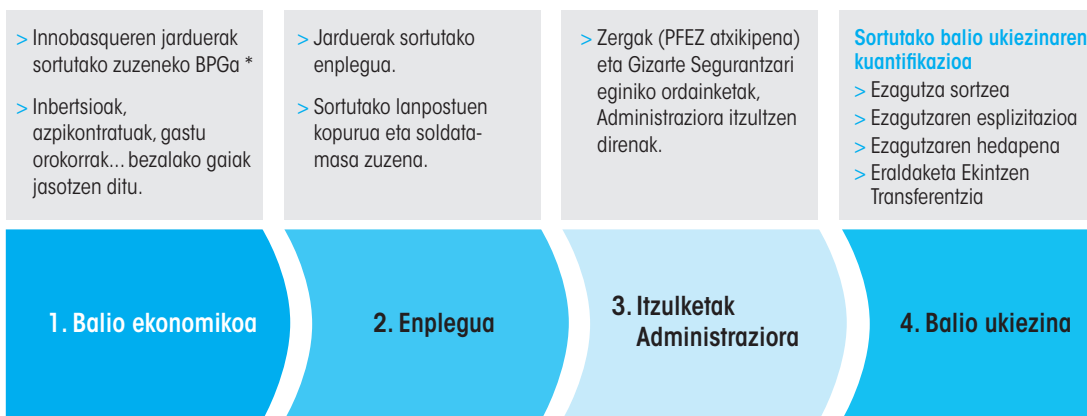 > Innobasqueren jarduerak
sortutako zuzeneko BPGa *
> Inbertsioak,
azpikontratuak, gastu
orokorrak... bezalako gaiak
jasotzen ditu.
> Jarduerak sortutako
enplegua.
> Sortutako lanpostuen
kopurua eta soldata-
masa zuzena.
> Zergak (PFEZ atxikipena)
eta Gizarte Segurantzari
eginiko ordainketak,
Administraziora itzultzen
direnak.
Sortutako balio ukiezinaren
kuantifikazioa
> Ezagutza sortzea
> Ezagutzaren esplizitazioa
> Ezagutzaren hedapena
> Eraldaketa Ekintzen
Transferentzia
1. Balio ekonomikoa
2. Enplegua
3. Itzulketak
Administraziora
4. Balio ukiezina